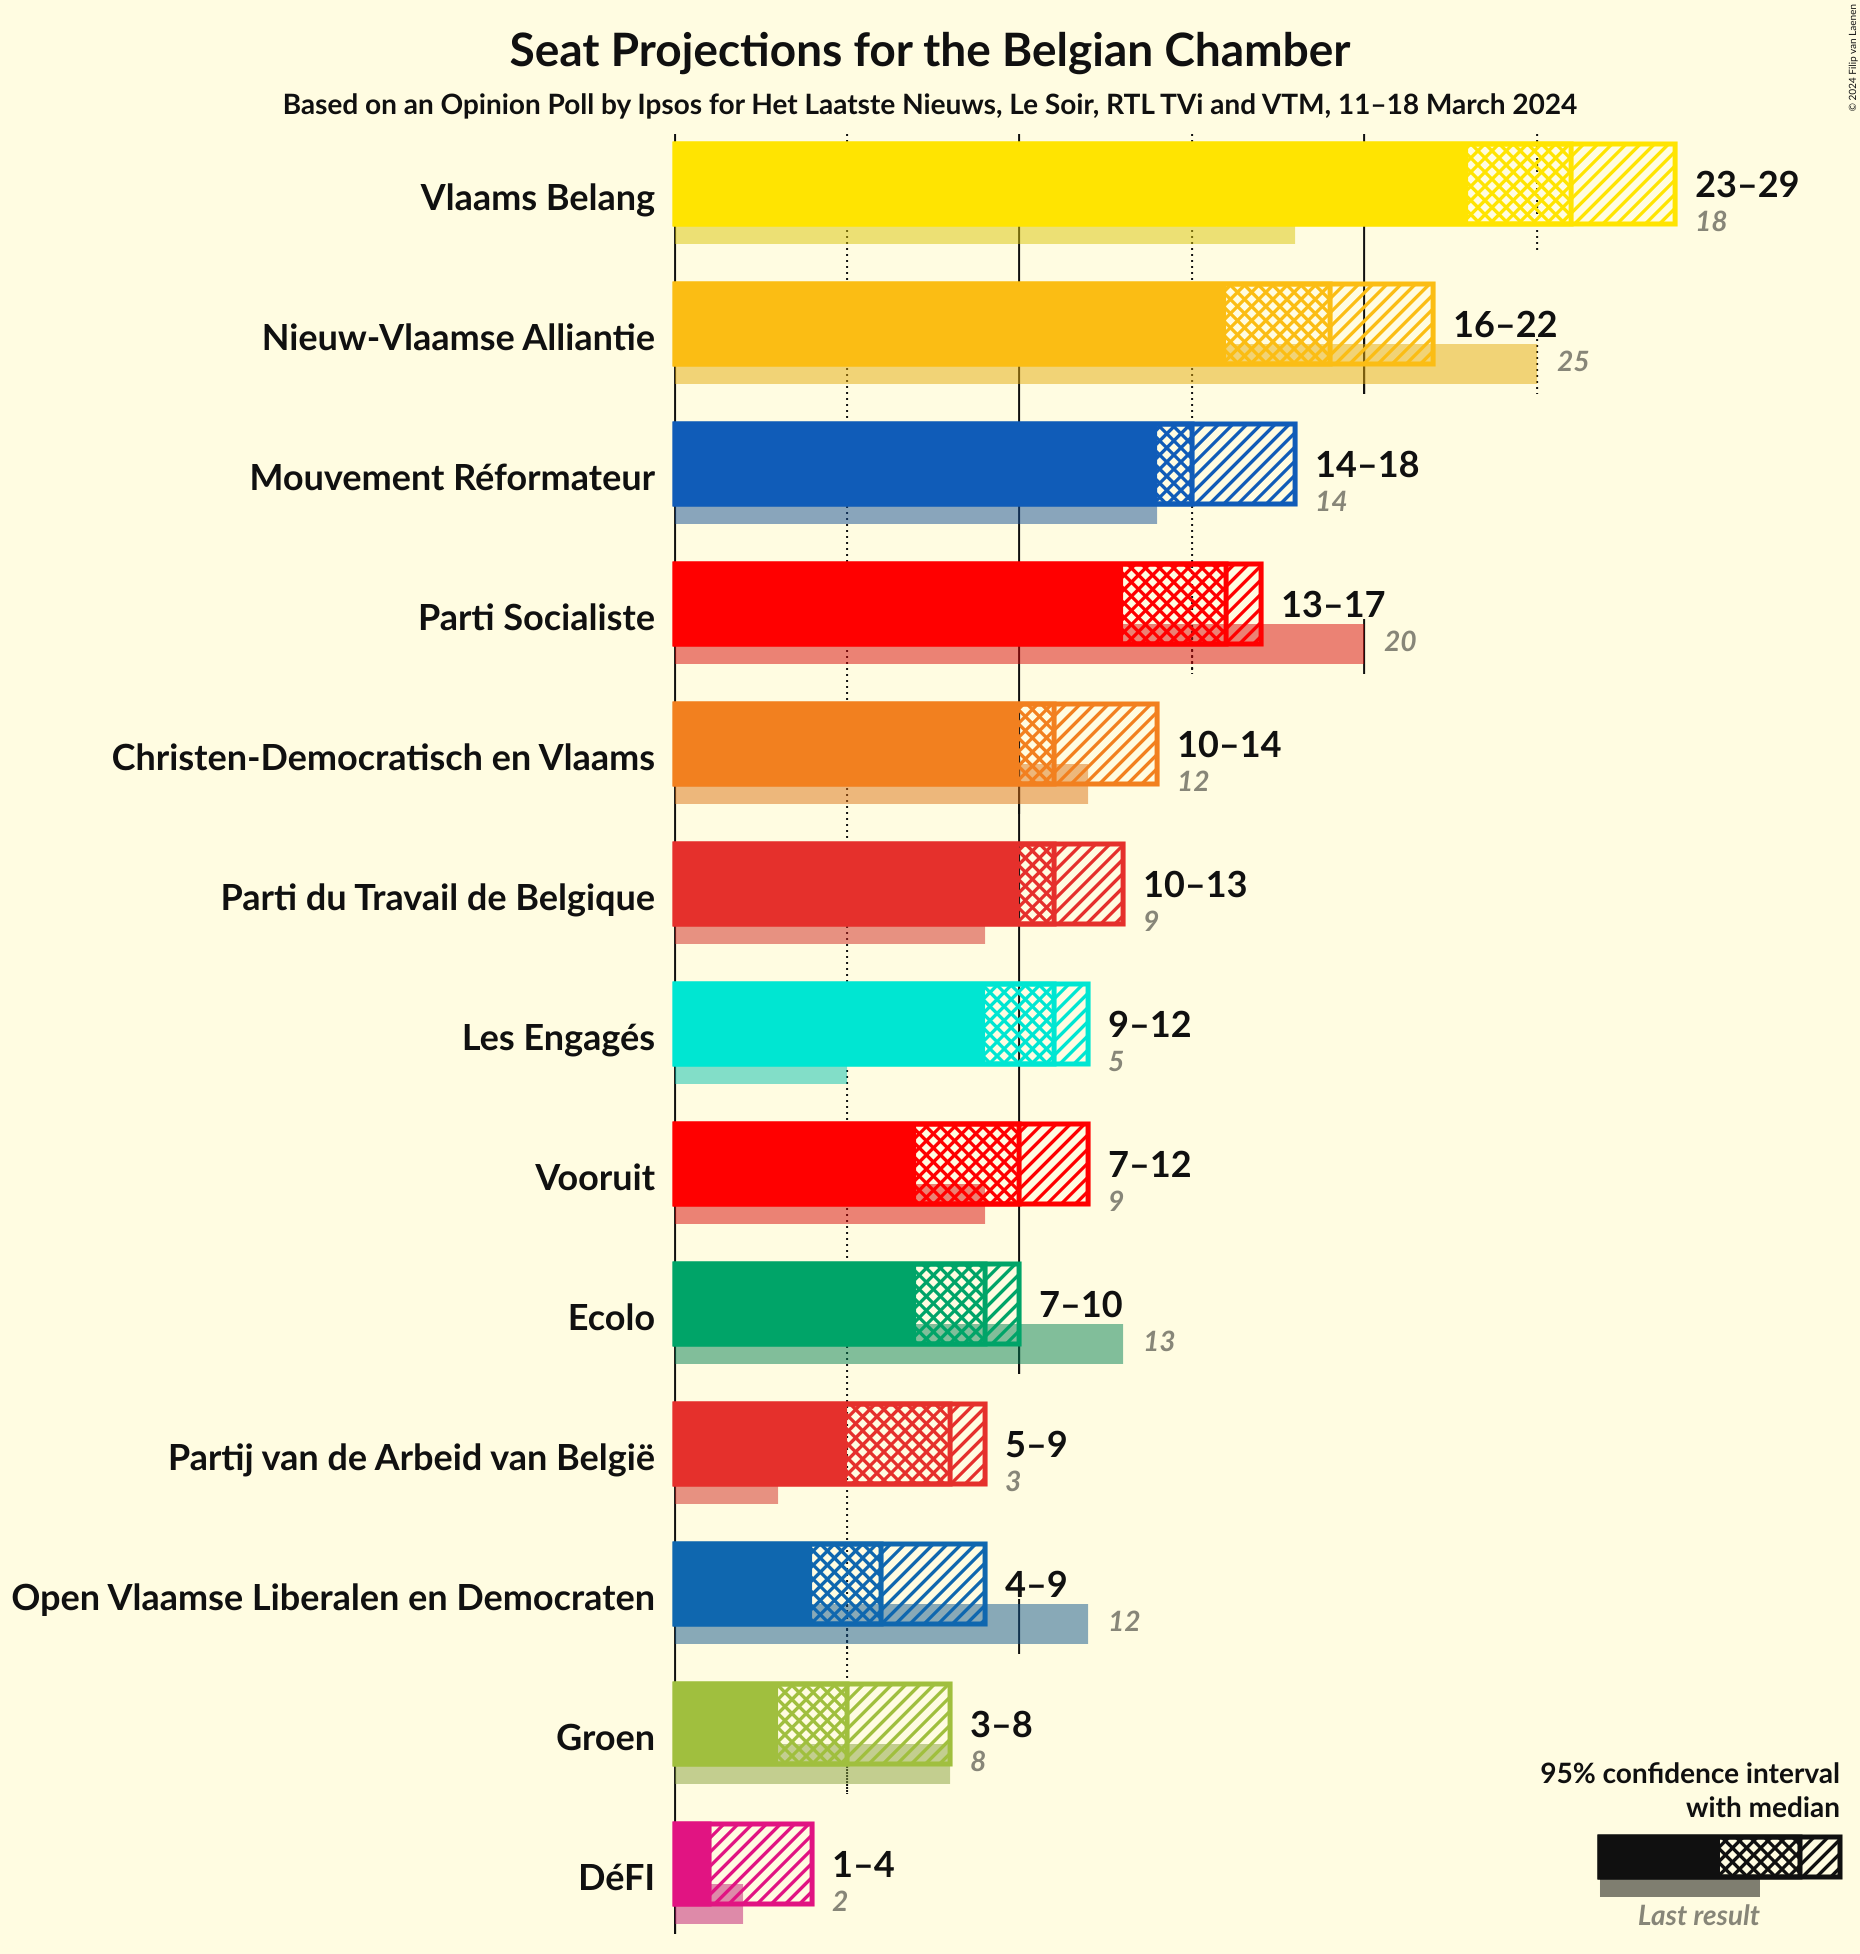 Seat Projections for the Belgian Chamber
Based on an Opinion Poll by Ipsos for Het Laatste Nieuws, Le Soir, RTL TVi and VTM, 11–18 March 2024
© 2024 Filip van Laenen
Vlaams Belang
23–29
18
Nieuw-Vlaamse Alliantie
16–22
25
Mouvement Réformateur
14–18
14
Parti Socialiste
13–17
20
Christen-Democratisch en Vlaams
10–14
12
Parti du Travail de Belgique
10–13
9
Les Engagés
9–12
5
Vooruit
7–12
9
Ecolo
7–10
13
Partij van de Arbeid van België
5–9
3
Open Vlaamse Liberalen en Democraten
4–9
12
Groen
3–8
8
DéFI
1–4
2
95% confidence interval
with median
Last result